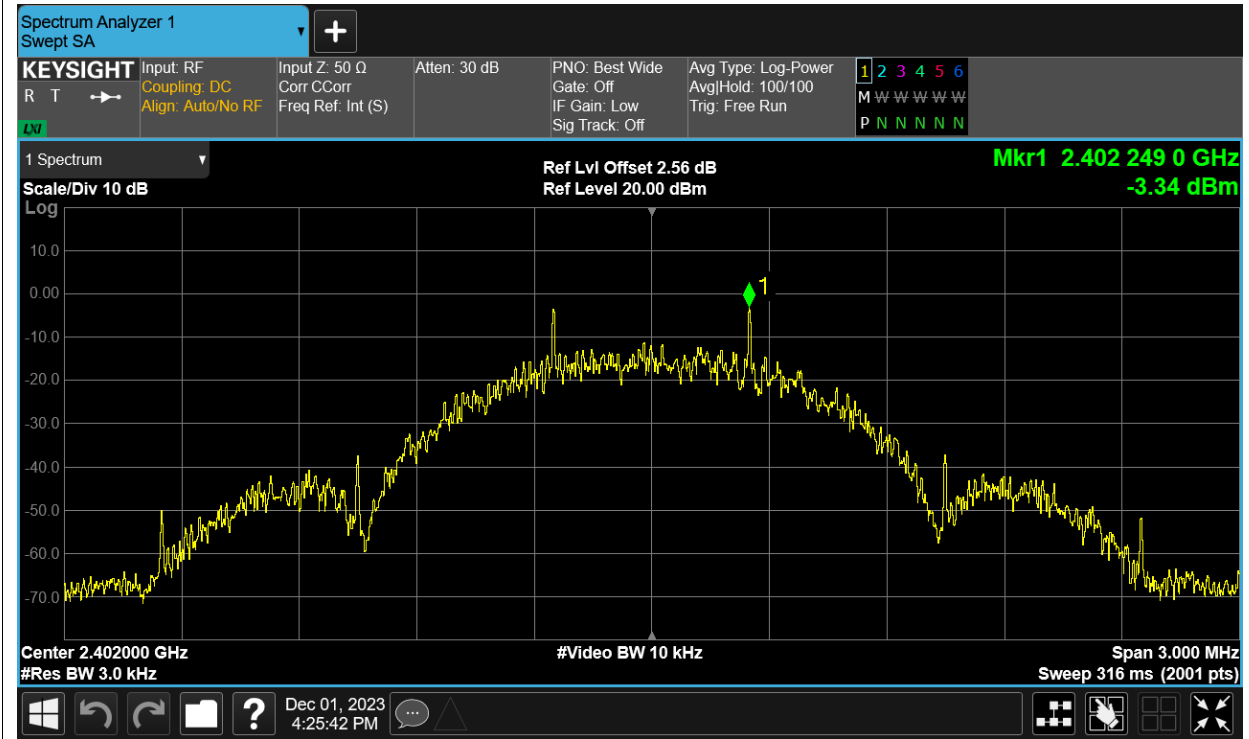 Spectrum Analyzer 1
Swept SA
KEYSIGHT
R T
LXI
Input: RF
Coupling: DC
Align: Auto/No RF
Input Z: 50 Ω
Corr CCorr
Freq Ref: Int (S)
Atten: 30 dB
PNO: Best Wide
Gate: Off
IF Gain: Low
Sig Track: Off
Avg Type: Log-Power
Avg|Hold: 100/100
Trig: Free Run
1 2 3 4 5 6
M W W W W W
P N N N N N
1 Spectrum
Scale/Div 10 dB
Log
Ref Lvl Offset 2.56 dB
Ref Level 20.00 dBm
Mkr1 2.402 249 0 GHz
-3.34 dBm
10.0
0.00
-10.0
-20.0
-30.0
-40.0
-50.0
-60.0
-70.0
1
Center 2.402000 GHz
#Res BW 3.0 kHz
#Video BW 10 kHz
Span 3.000 MHz
Sweep 316 ms (2001 pts)
?
Dec 01, 2023
4:25:42 PM